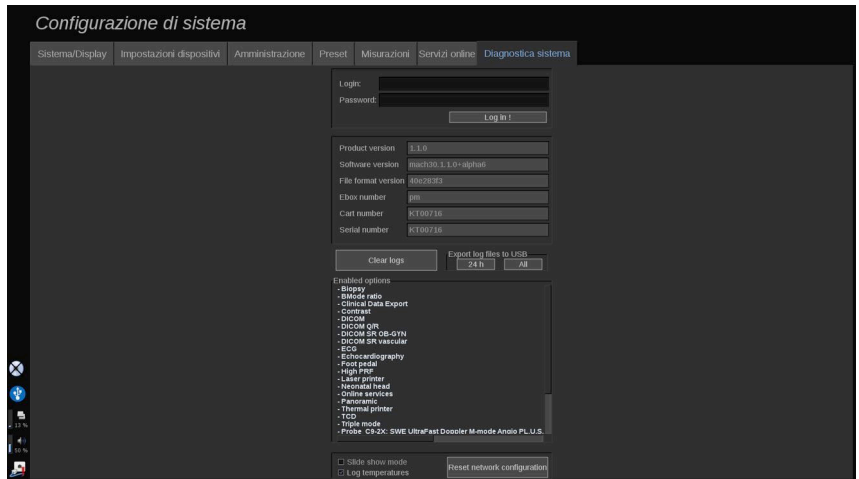 Configurazione di sistema
Sistema/Display Impostazioni dispositivi Amministrazione Preset Misurazioni Servizi online Diagnostica sistema
Login:
Password:
Log in !
Product version 1.1.0
Software version mach30.1.1.0+alpha6
File format version 40e283f3
Ebox number pm
Cart number KT00716
Serial number KT00716
Clear logs
Export log files to USB
24 h All
Enabled options
- Biopsy
- BMode ratio
- Clinical Data Export
- Contrast
- DICOM
- DICOM Q/R
- DICOM SR OB-GYN
- DICOM SR vascular
- ECG
- Echocardiography
- Foot pedal
- High PRF
- Laser printer
- Neonatal head
- Online services
- Panoramic
- Thermal printer
- TCD
- Triple mode
- Probe C9-2X: SWE UltraFast Doppler M-mode Angio PL.U.S.
13 %
50 %
Slide show mode
Log temperatures
Reset network configuration